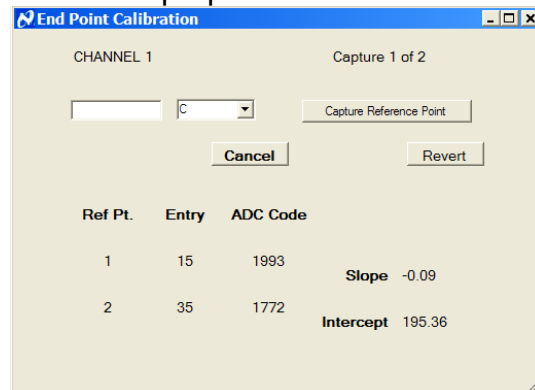 End Point Calibration
CHANNEL 1 Capture 1 of 2
C Capture Reference Point
Cancel Revert
Ref Pt. Entry ADC Code
1 15 1993
Slope -0.09
2 35 1772
Intercept 195.36